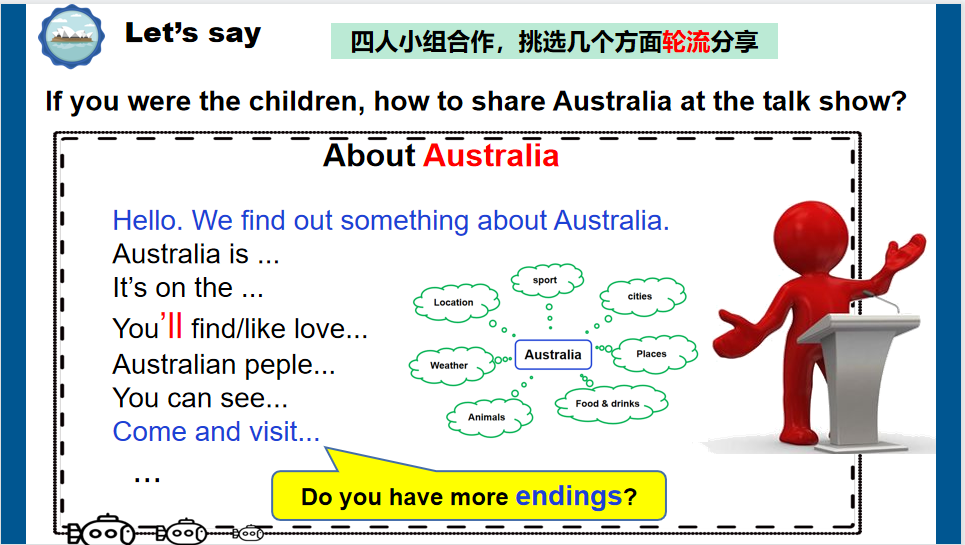 Let's say
四人小组合作，挑选几个方面轮流分享
If you were the children, how to share Australia at the talk show?
About Australia
Hello. We find out something about Australia.
Australia is ...
It's on the ...
You'll find/like love...
Australian peple...
You can see...
Come and visit...
...
sport
Location
cities
Australia
Places
Weather
Food & drinks
Animals
Do you have more endings?